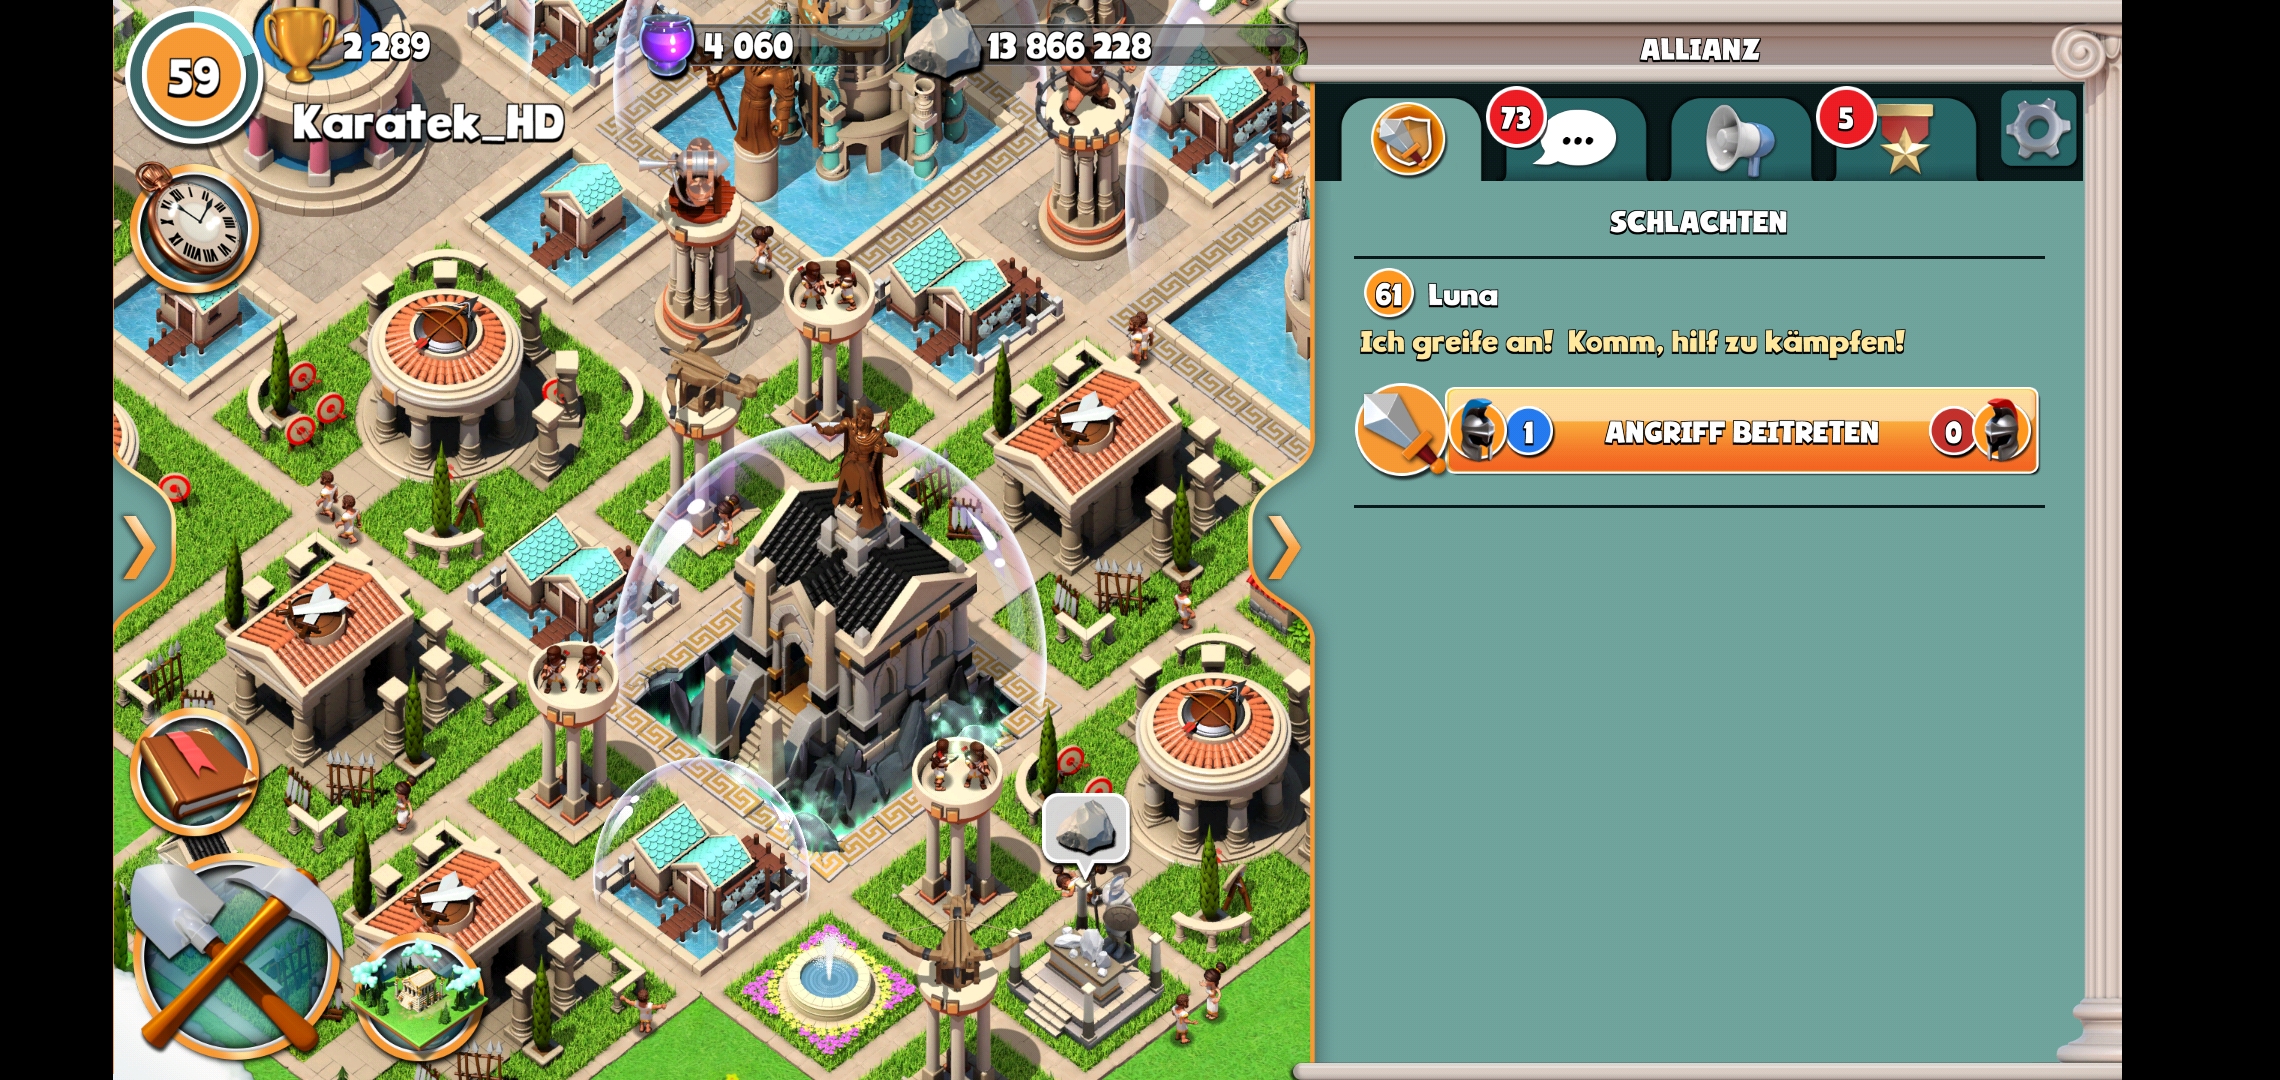 59
2 289
Karatek_HD
4 060
13 866 228
ALLIANZ
73
...
5
SCHLACHTEN
61 Luna
Ich greife an! Komm, hilf zu kämpfen!
1 ANGRIFF BEITRETEN 0